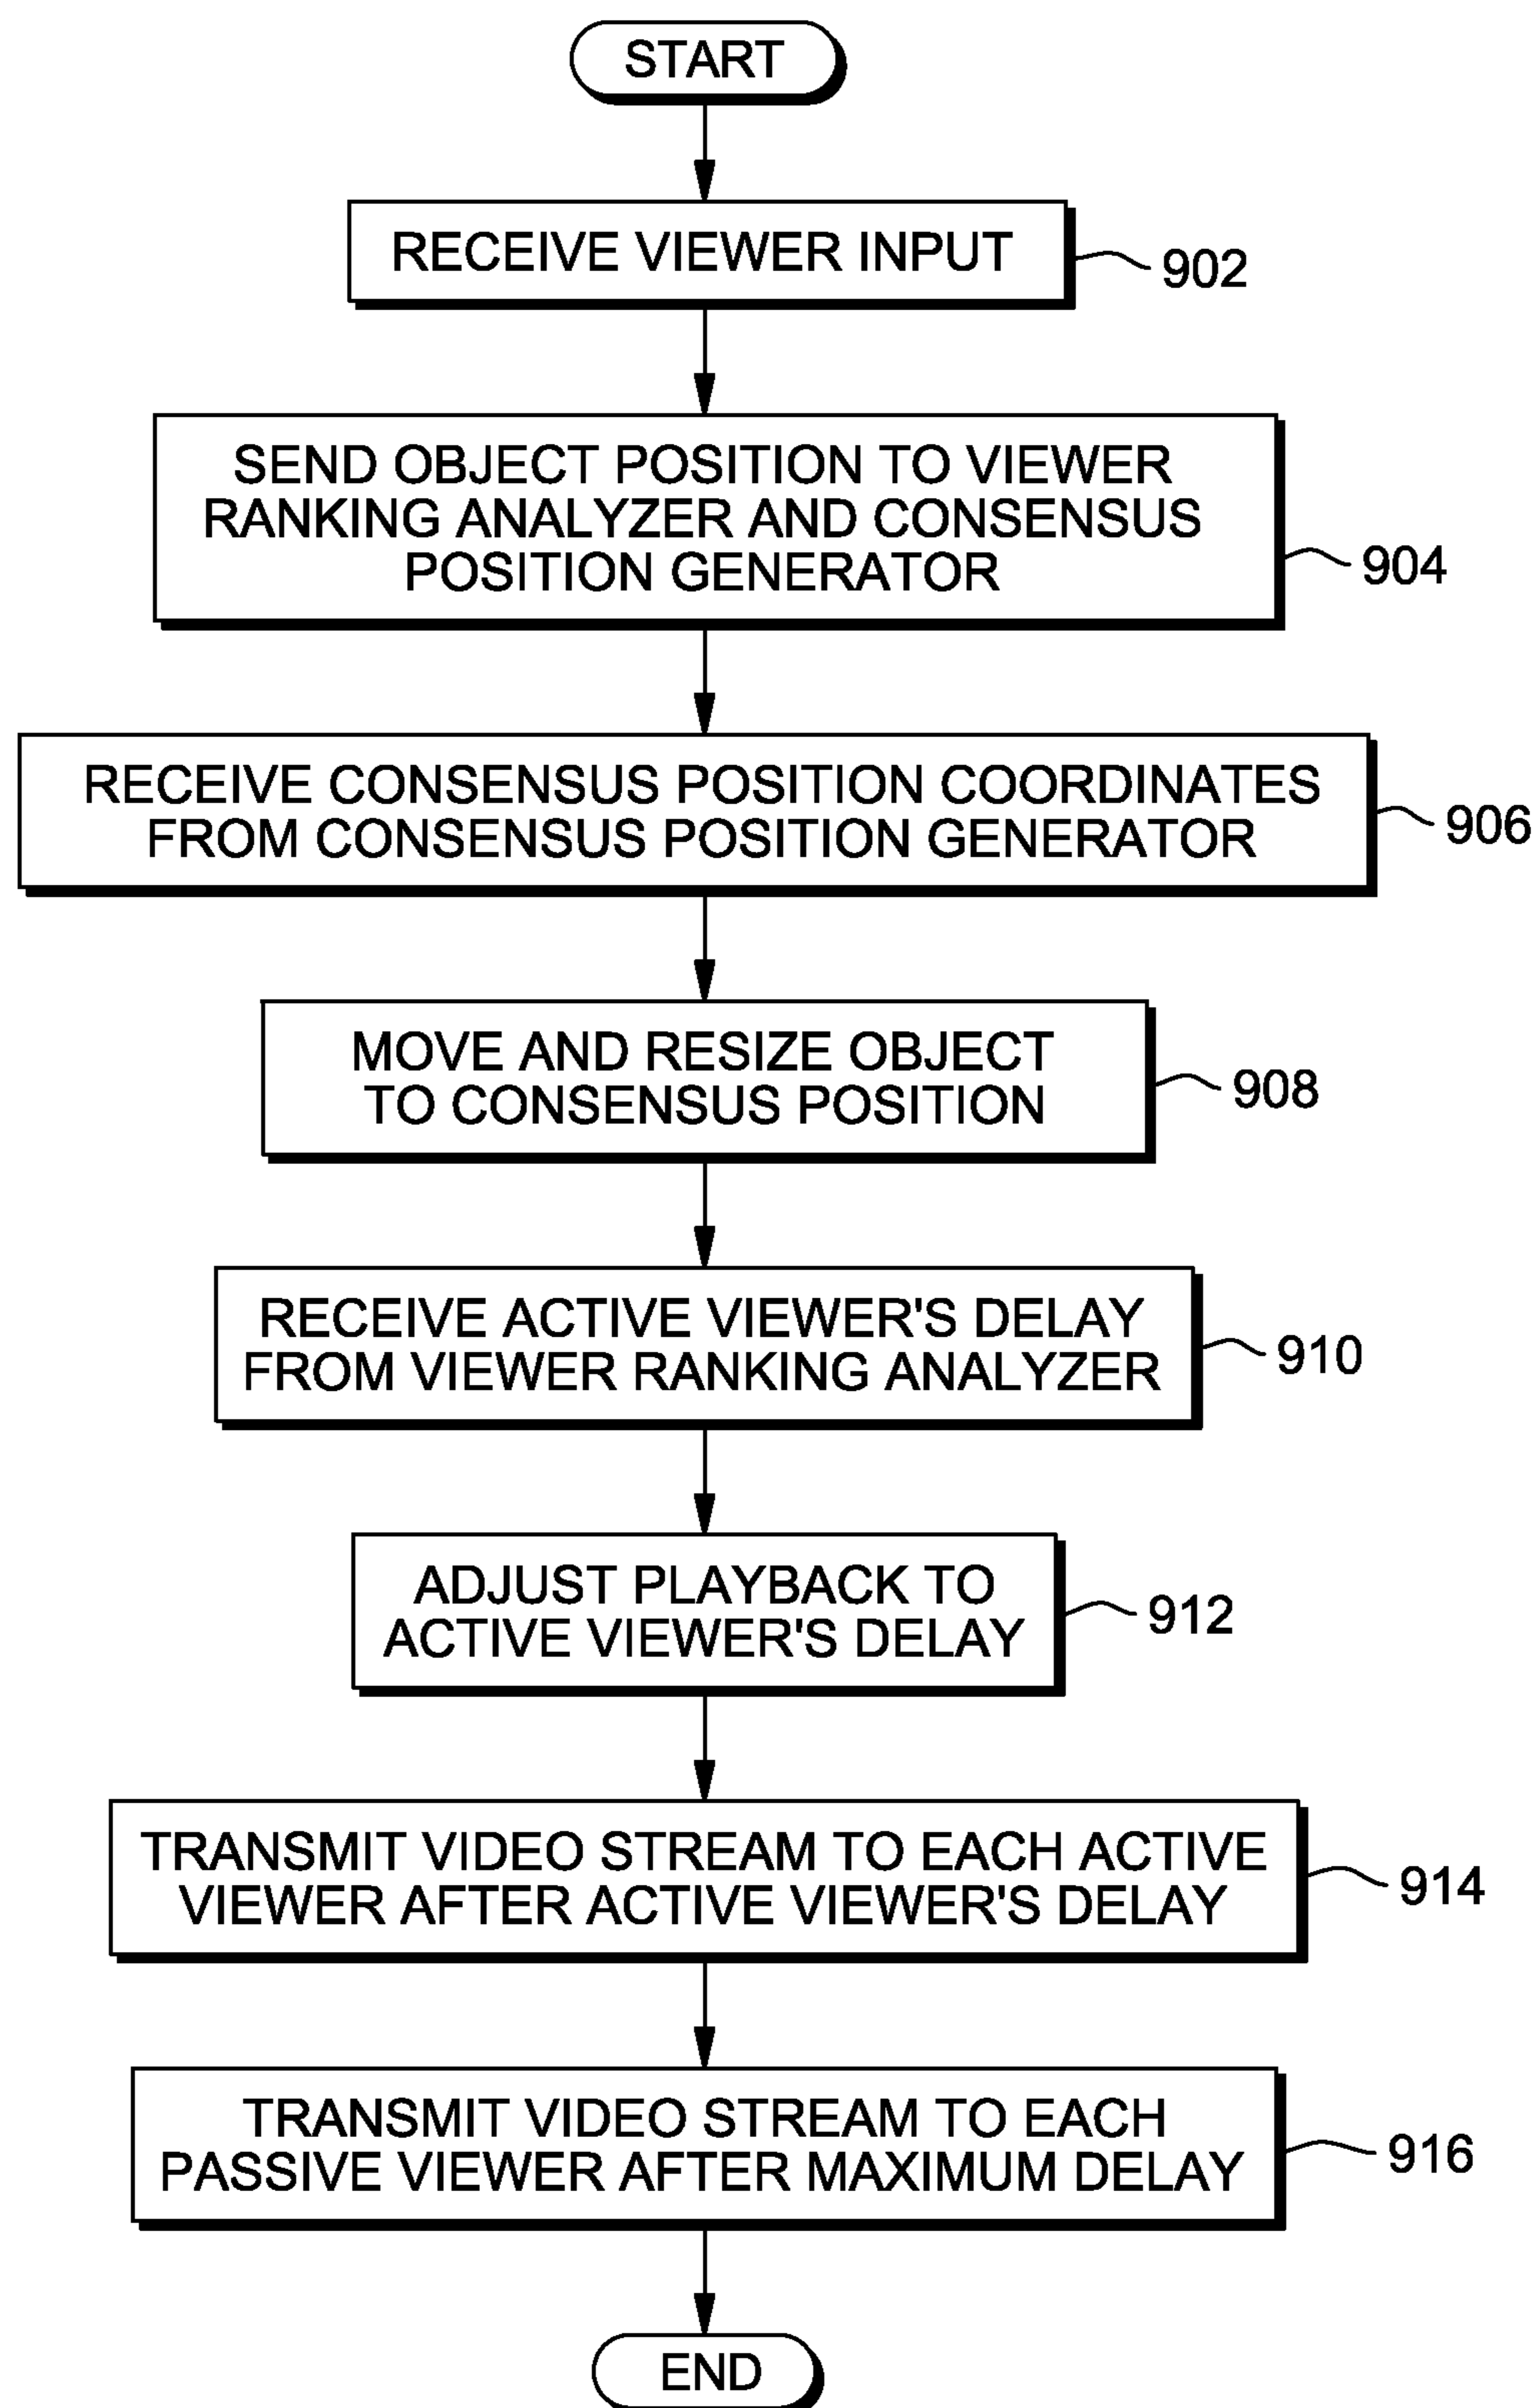 START
RECEIVE VIEWER INPUT
902
SEND OBJECT POSITION TO VIEWER
RANKING ANALYZER AND CONSENSUS
POSITION GENERATOR
904
RECEIVE CONSENSUS POSITION COORDINATES
FROM CONSENSUS POSITION GENERATOR
906
MOVE AND RESIZE OBJECT
TO CONSENSUS POSITION
908
RECEIVE ACTIVE VIEWER'S DELAY
FROM VIEWER RANKING ANALYZER
910
ADJUST PLAYBACK TO
ACTIVE VIEWER'S DELAY
912
TRANSMIT VIDEO STREAM TO EACH ACTIVE
VIEWER AFTER ACTIVE VIEWER'S DELAY
914
TRANSMIT VIDEO STREAM TO EACH
PASSIVE VIEWER AFTER MAXIMUM DELAY
916
END